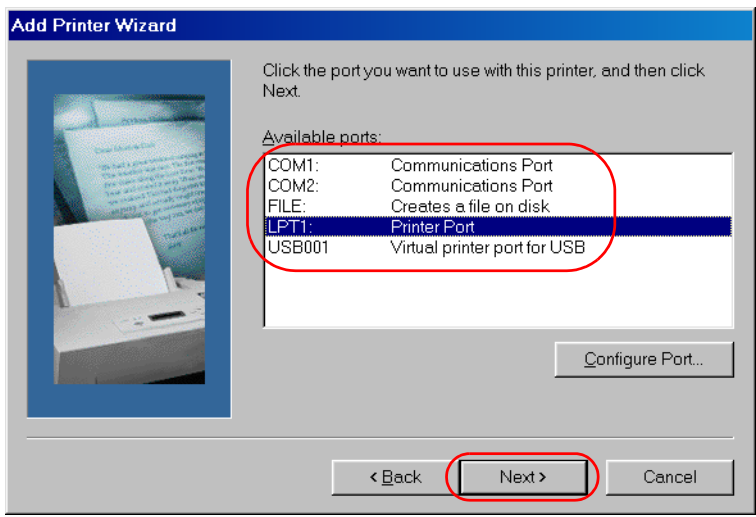 Add Printer Wizard
Click the port you want to use with this printer, and then click
Next.
Available ports:
COM1: Communications Port
COM2: Communications Port
FILE: Creates a file on disk
LPT1: Printer Port
USB001 Virtual printer port for USB
Configure Port...
< Back Next > Cancel